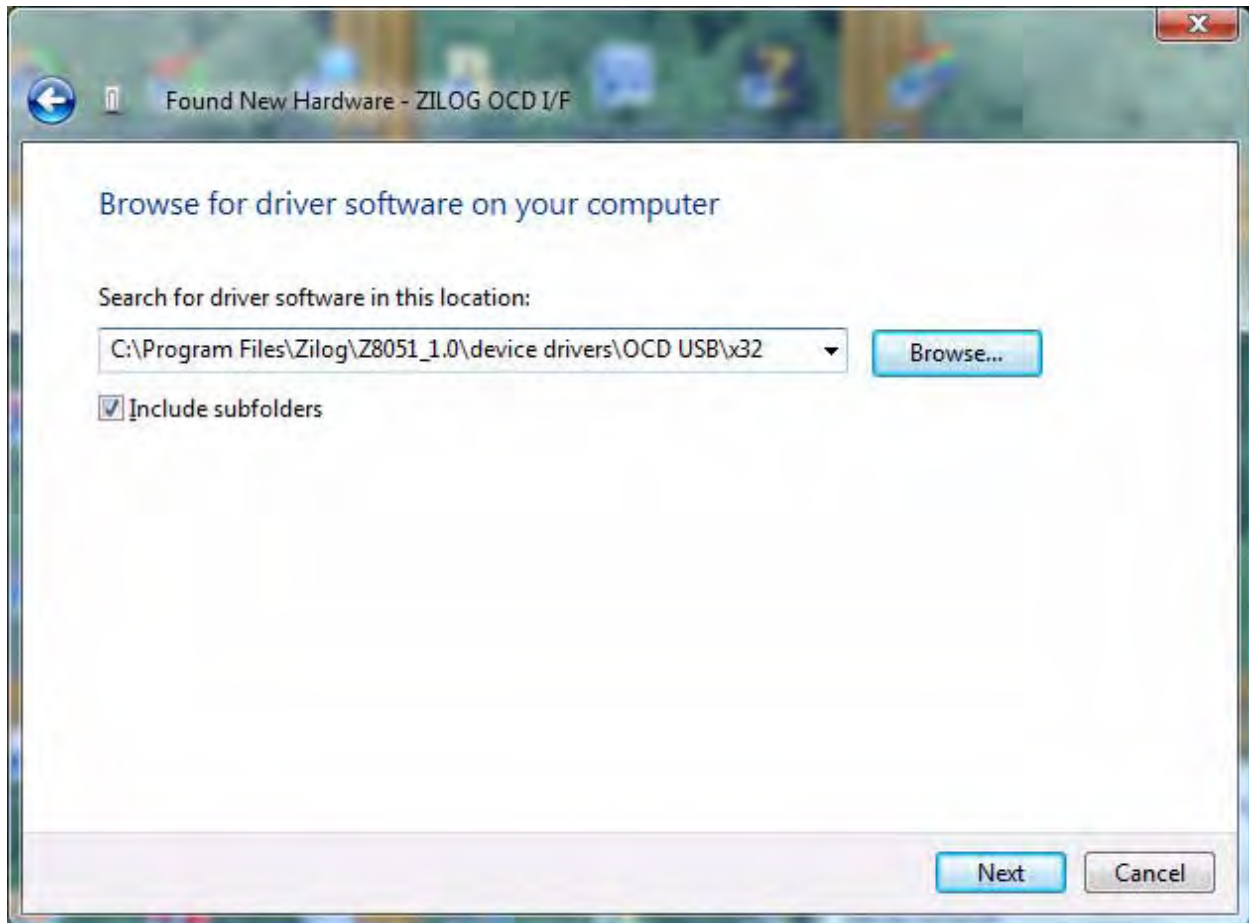 X
Found New Hardware - ZILOG OCD I/F
Browse for driver software on your computer
Search for driver software in this location:
C:\Program Files\Zilog\Z8051_1.0\device drivers\OCD USB\x32
Browse...
Include subfolders
Next
Cancel